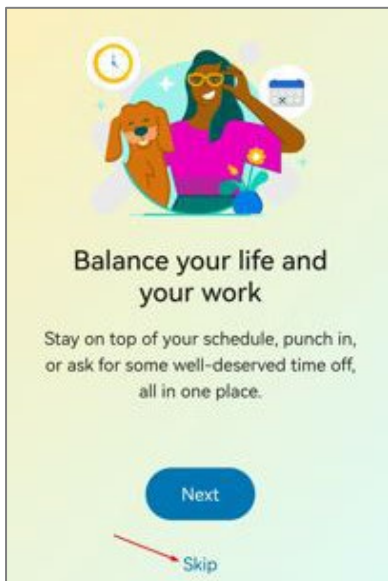 Balance your life and
your work
Stay on top of your schedule, punch in,
or ask for some well-deserved time off,
all in one place.
Next
Skip